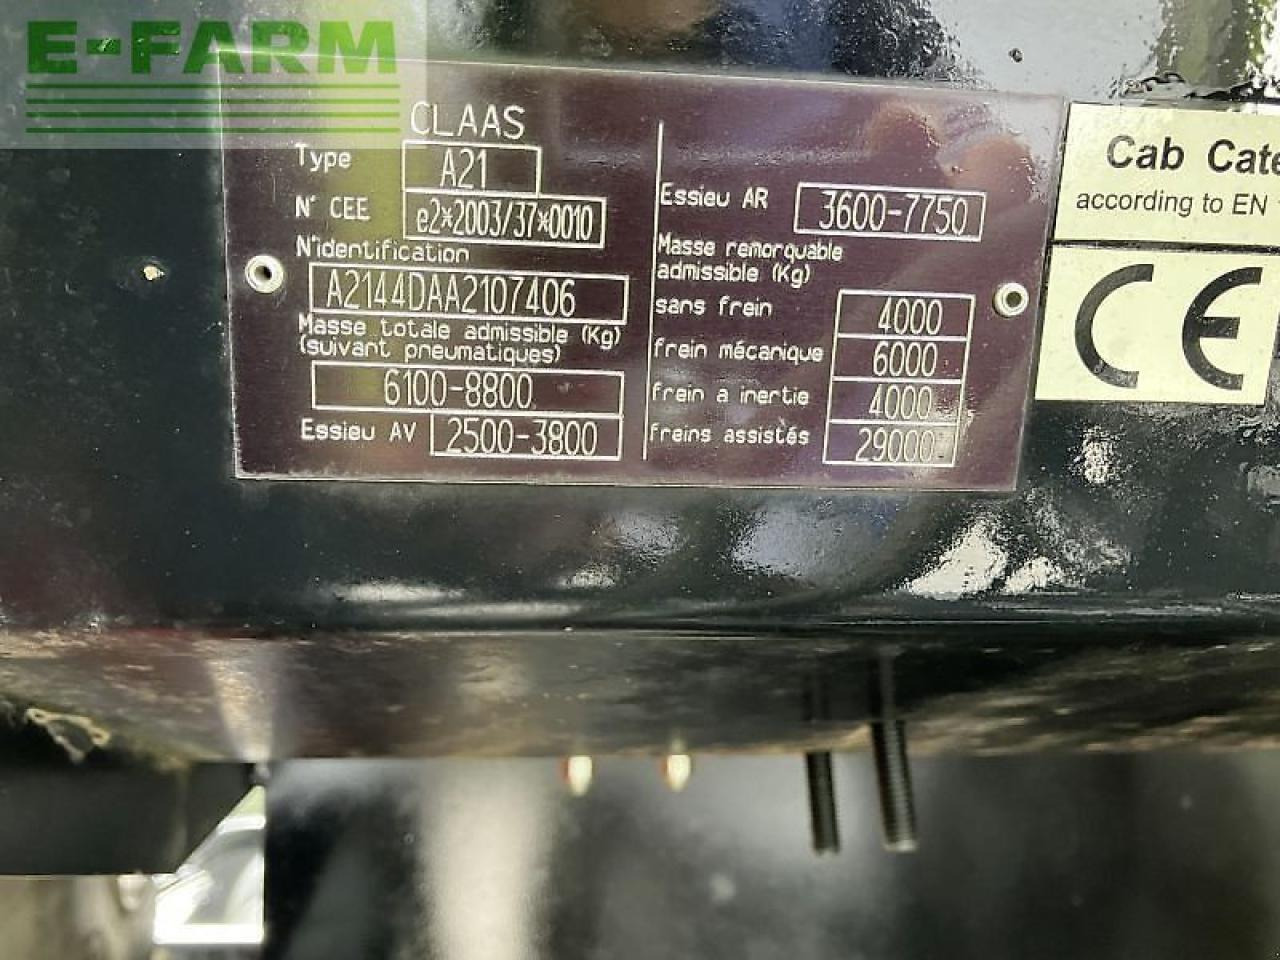 E-FARM
CLAAS
Type A21
N° CEE e2*2003/37*0010
N°identification
A2144DAA2107406
Masse totale admissible (Kg)
(suivant pneumatiques)
6100-8800
Essieu AV 2500-3800
Essieu AR 3600-7750
Masse remorquable
admissible (Kg)
sans frein 4000
frein mécanique 6000
frein a inertie 4000
freins assistés 29000
Cab Cate
according to EN
CE